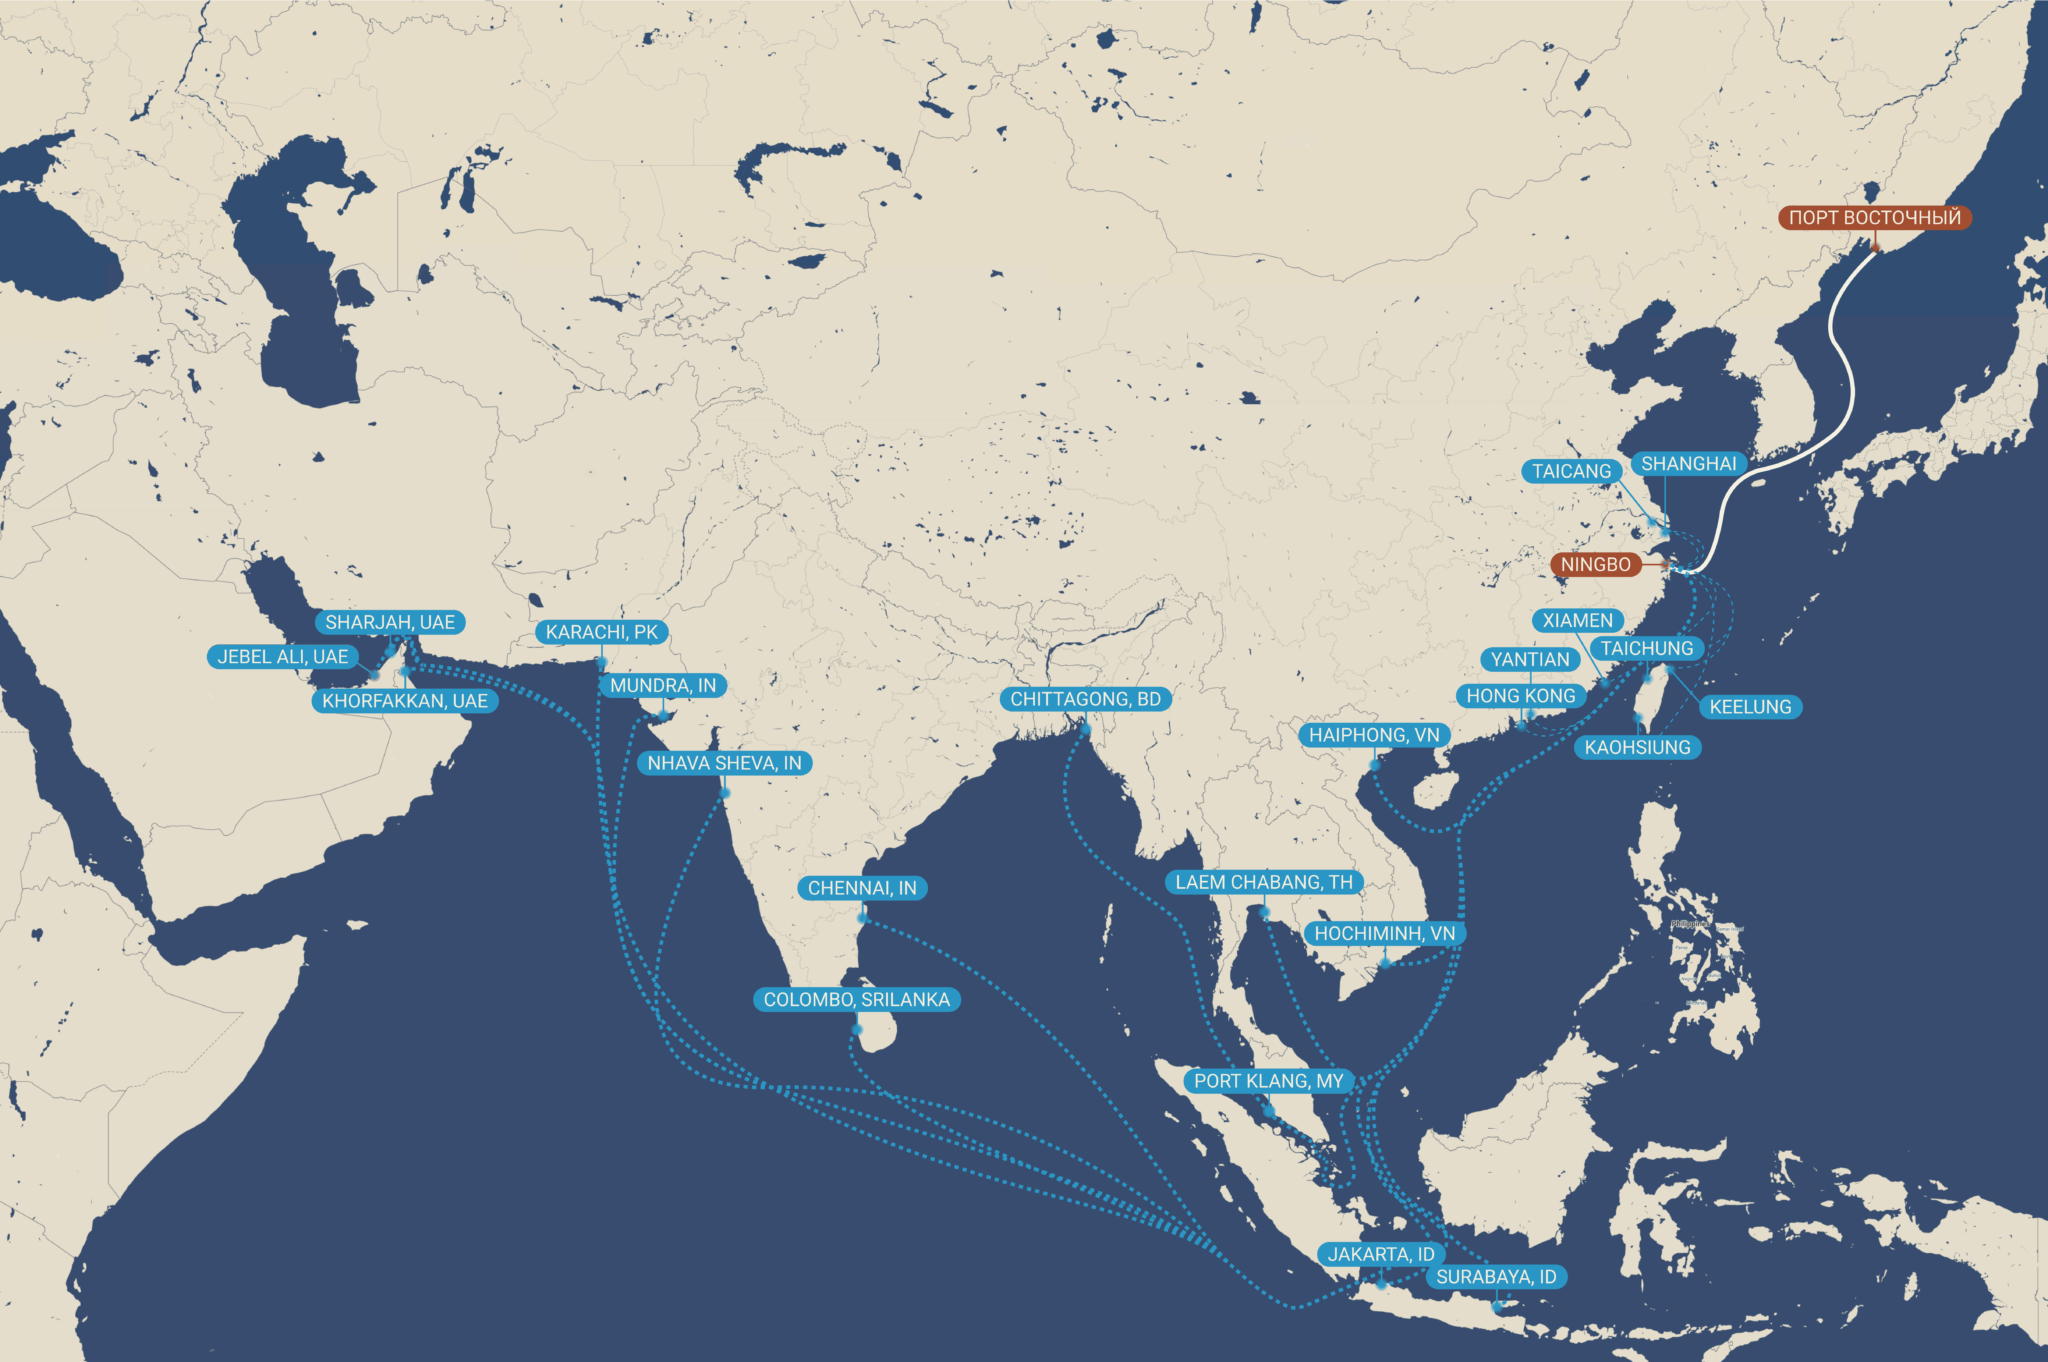 ПОРТ ВОСТОЧНЫЙ
SHANGHAI
TAICANG
NINGBO
XIAMEN
SHARJAH, UAE
KARACHI, PK
TAICHUNG
JEBEL ALI, UAE
YANTIAN
MUNDRA, IN
HONG KONG
KHORFAKKAN, UAE
CHITTAGONG, BD
KEELUNG
HAIPHONG, VN
KAOHSIUNG
NHAVA SHEVA, IN
LAEM CHABANG, TH
CHENNAI, IN
Philippines
HOCHIMINH, VN
COLOMBO, SRILANKA
PORT KLANG, MY
JAKARTA, ID
SURABAYA, ID